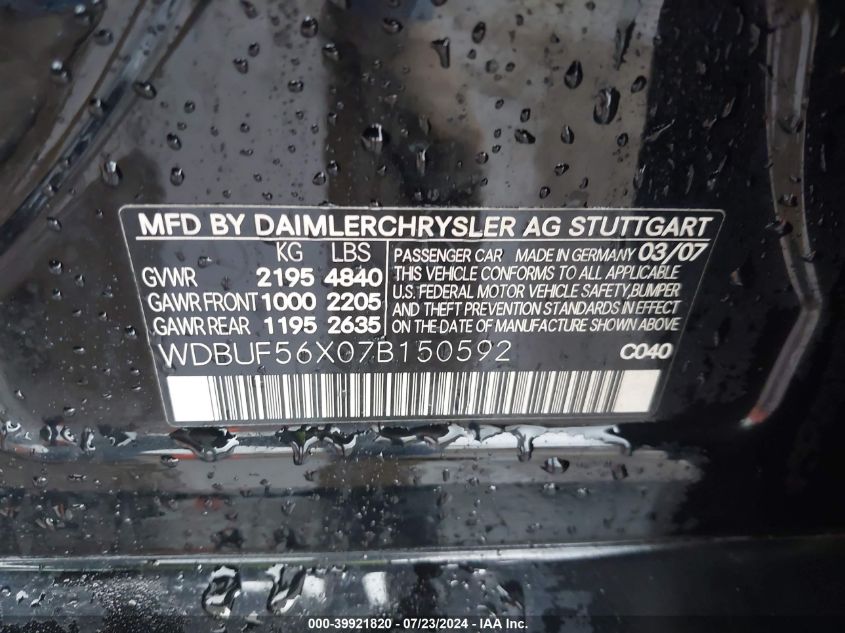 MFD BY DAIMLERCHRYSLER AG STUTTGART
KG LBS
GVWR 2195 4840
GAWR FRONT 1000 2205
GAWR REAR 1195 2635
PASSENGER CAR MADE IN GERMANY 03/07
THIS VEHICLE CONFORMS TO ALL APPLICABLE
U.S. FEDERAL MOTOR VEHICLE SAFETY, BUMPER
AND THEFT PREVENTION STANDARDS IN EFFECT
ON THE DATE OF MANUFACTURE SHOWN ABOVE
WDBUF56X07B150592
C040
000-39921820 - 07/23/2024 - IAA Inc.